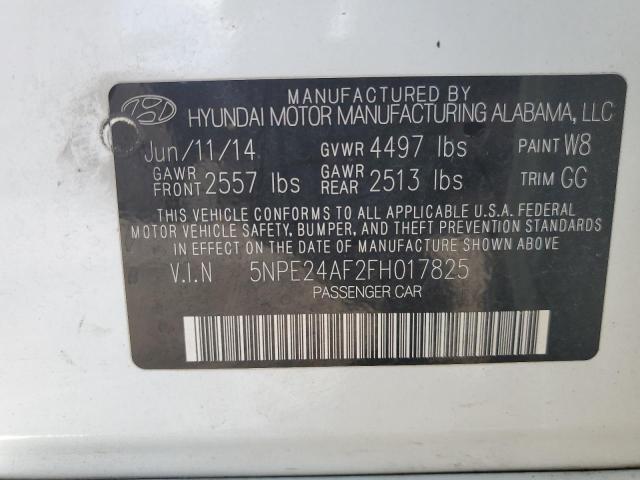 MANUFACTURED BY
HYUNDAI MOTOR MANUFACTURING ALABAMA, LLC
Jun/11/14 GVWR 4497 lbs PAINT W8
GAWR FRONT 2557 lbs GAWR REAR 2513 lbs TRIM GG
THIS VEHICLE CONFORMS TO ALL APPLICABLE U.S.A. FEDERAL
MOTOR VEHICLE SAFETY, BUMPER, AND THEFT PREVENTION STANDARDS
IN EFFECT ON THE DATE OF MANUFACTURE SHOWN ABOVE.
V.I.N 5NPE24AF2FH017825
PASSENGER CAR